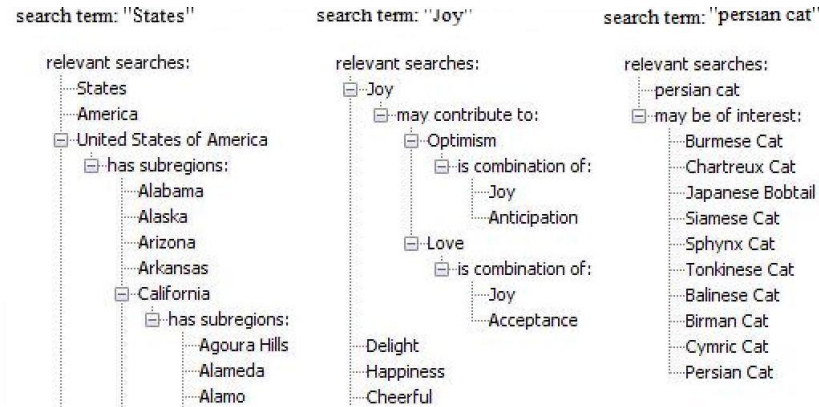 search term: "States"
relevant searches:
States
America
United States of America
has subregions:
Alabama
Alaska
Arizona
Arkansas
California
has subregions:
Agoura Hills
Alameda
Alamo
search term: "Joy"
relevant searches:
Joy
may contribute to:
Optimism
is combination of:
Joy
Anticipation
Love
is combination of:
Joy
Acceptance
Delight
Happiness
Cheerful
search term: "persian cat"
relevant searches:
persian cat
may be of interest:
Burmese Cat
Chartreux Cat
Japanese Bobtail
Siamese Cat
Sphynx Cat
Tonkinese Cat
Balinese Cat
Birman Cat
Cymric Cat
Persian Cat